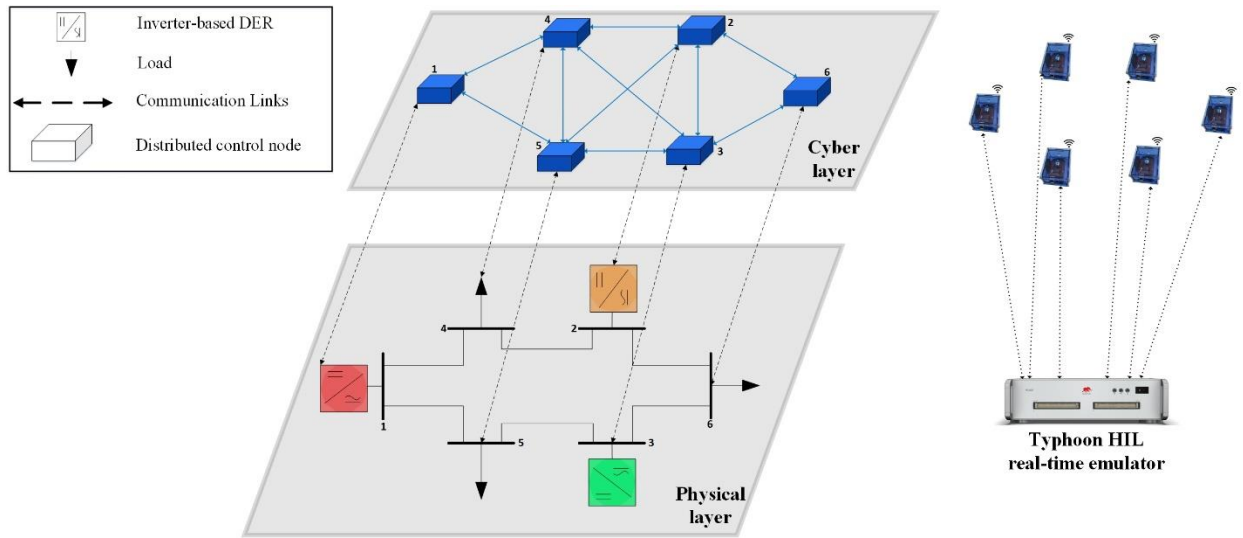 Inverter-based DER
Load
Communication Links
Distributed control node
4
2
1
6
5
3
Cyber
layer
4
2
1
5
3
6
Physical
layer
Typhoon HIL
real-time emulator